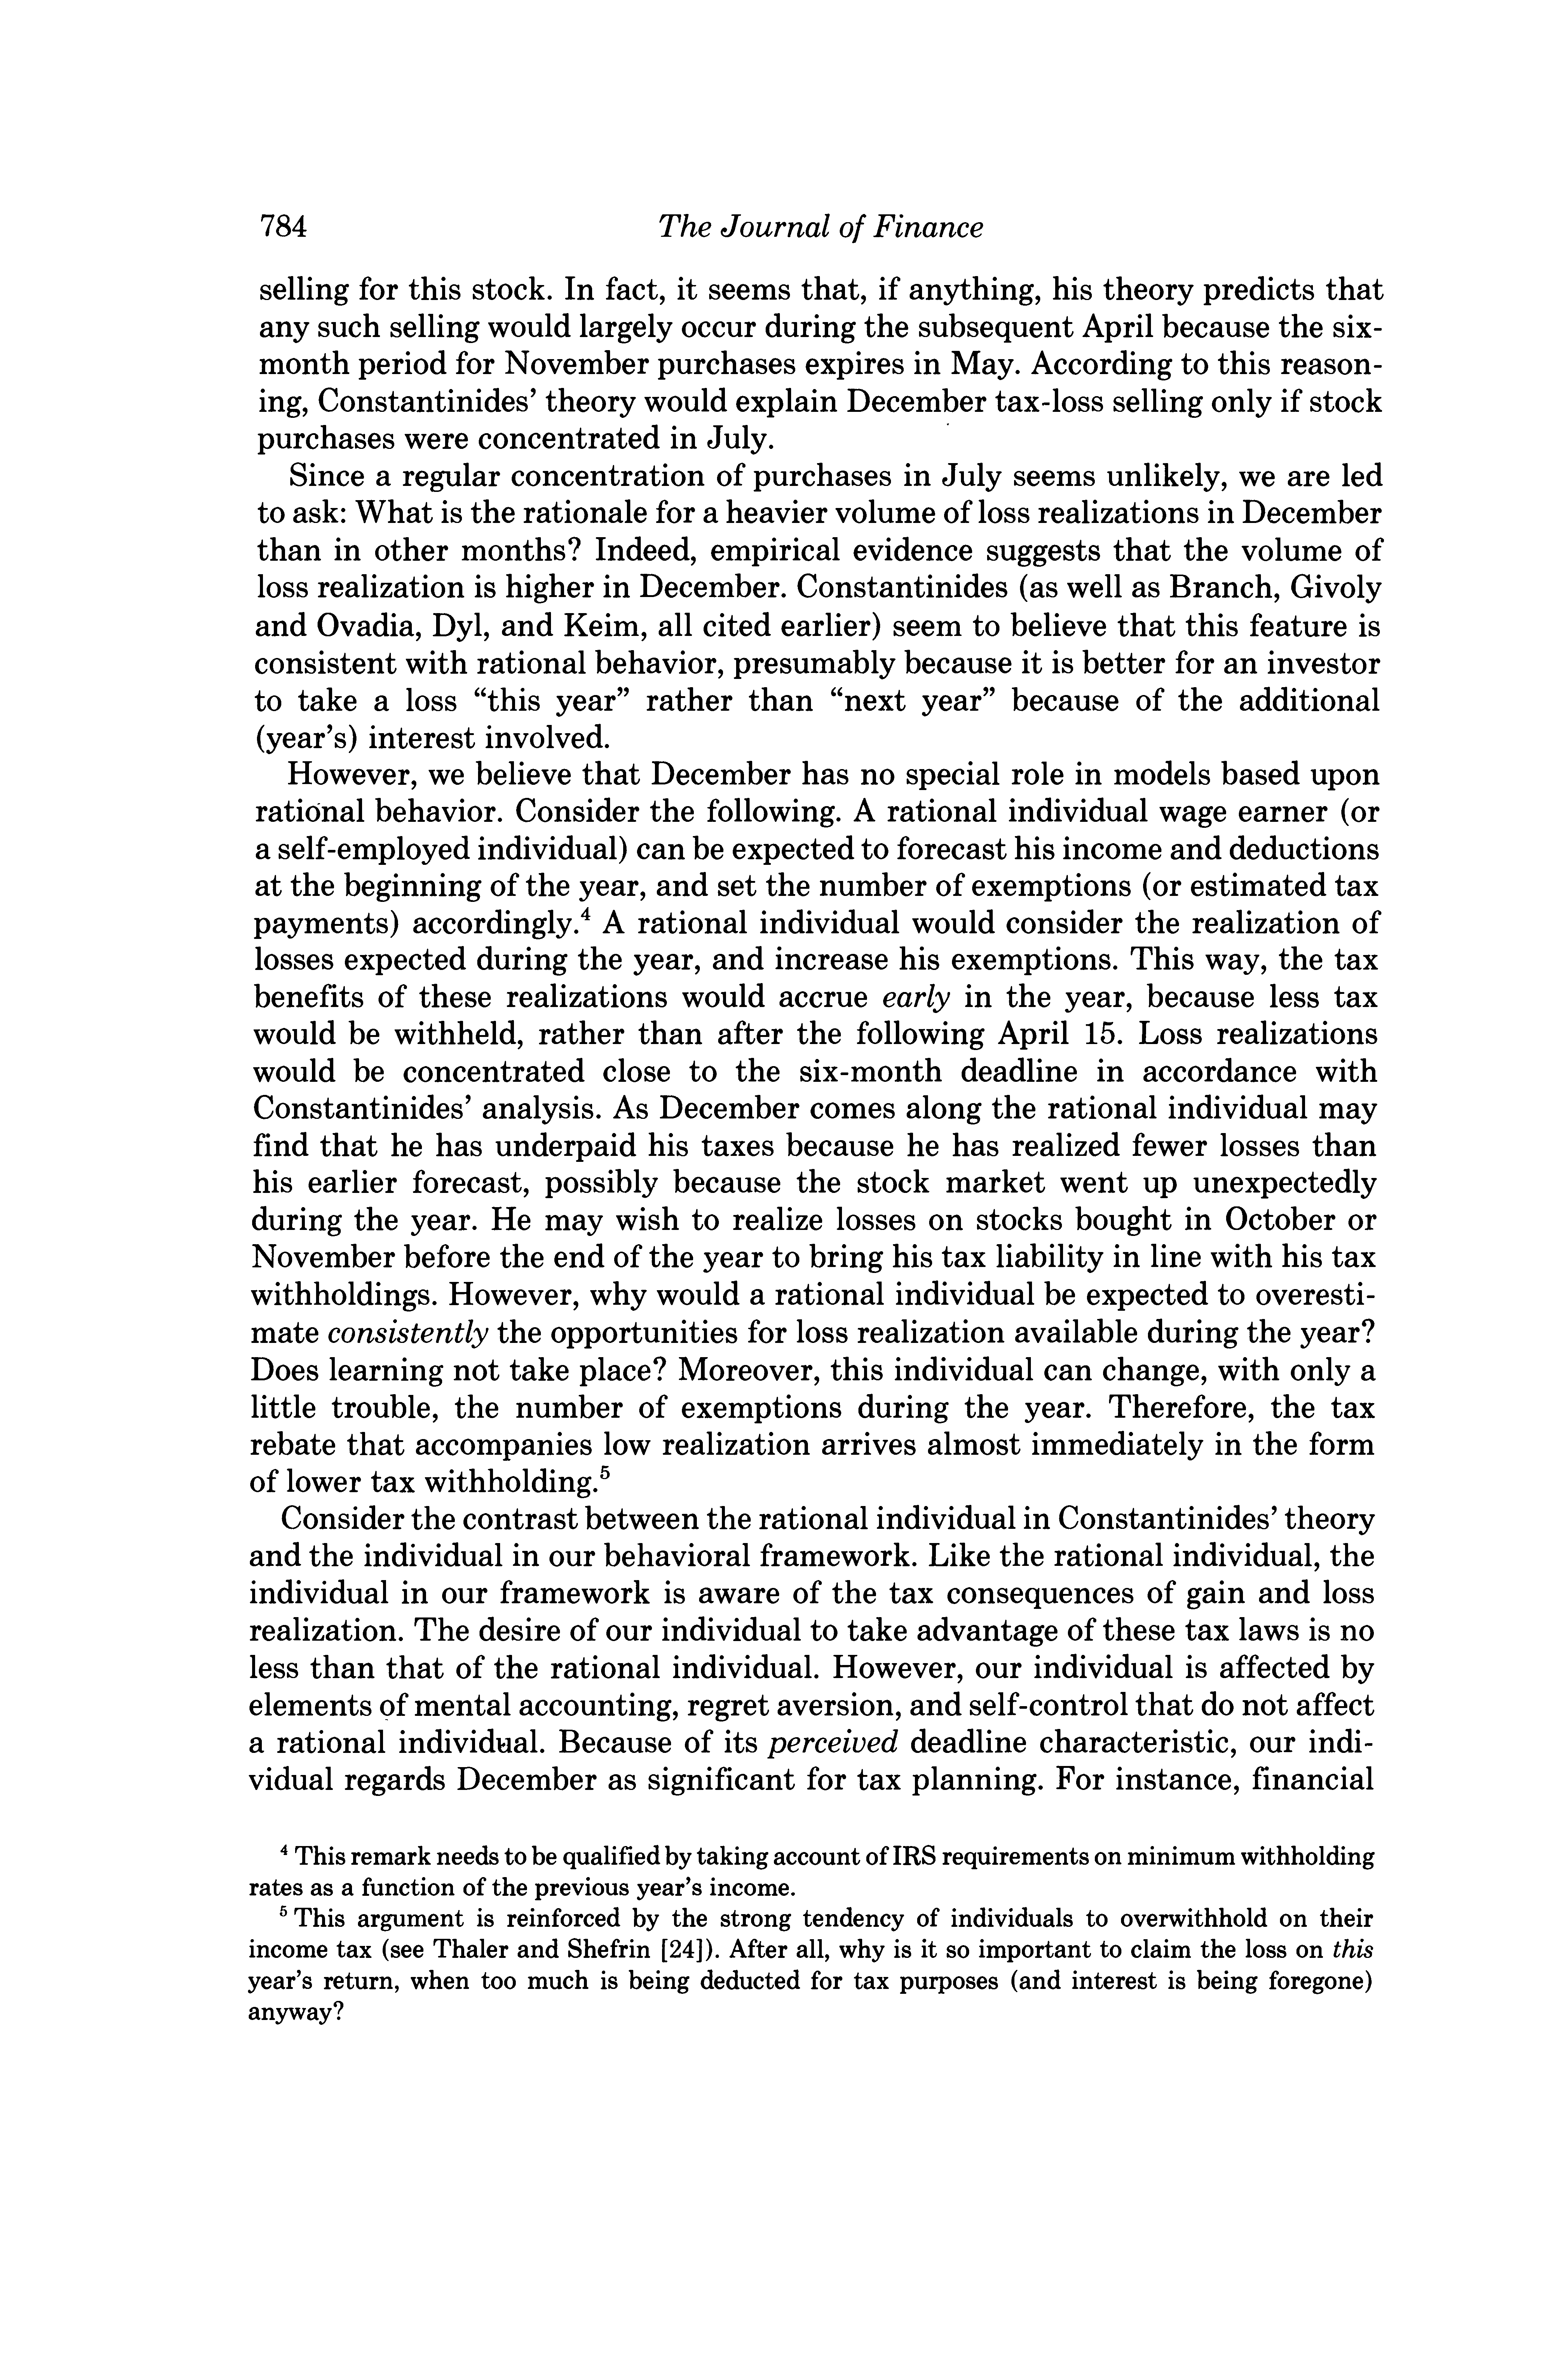 784 The Journal of Finance
selling for this stock. In fact, it seems that, if anything, his theory predicts that
any such selling would largely occur during the subsequent April because the six-
month period for November purchases expires in May. According to this reason-
ing, Constantinides’ theory would explain December tax-loss selling only if stock
purchases were concentrated in July.
Since a regular concentration of purchases in July seems unlikely, we are led
to ask: What is the rationale for a heavier volume of loss realizations in December
than in other months? Indeed, empirical evidence suggests that the volume of
loss realization is higher in December. Constantinides (as well as Branch, Givoly
and Ovadia, Dyl, and Keim, all cited earlier) seem to believe that this feature is
consistent with rational behavior, presumably because it is better for an investor
to take a loss “this year” rather than “next year” because of the additional
(year’s) interest involved.
However, we believe that December has no special role in models based upon
rational behavior. Consider the following. A rational individual wage earner (or
a self-employed individual) can be expected to forecast his income and deductions
at the beginning of the year, and set the number of exemptions (or estimated tax
payments) accordingly.⁴ A rational individual would consider the realization of
losses expected during the year, and increase his exemptions. This way, the tax
benefits of these realizations would accrue early in the year, because less tax
would be withheld, rather than after the following April 15. Loss realizations
would be concentrated close to the six-month deadline in accordance with
Constantinides’ analysis. As December comes along the rational individual may
find that he has underpaid his taxes because he has realized fewer losses than
his earlier forecast, possibly because the stock market went up unexpectedly
during the year. He may wish to realize losses on stocks bought in October or
November before the end of the year to bring his tax liability in line with his tax
withholdings. However, why would a rational individual be expected to overesti-
mate consistently the opportunities for loss realization available during the year?
Does learning not take place? Moreover, this individual can change, with only a
little trouble, the number of exemptions during the year. Therefore, the tax
rebate that accompanies low realization arrives almost immediately in the form
of lower tax withholding.⁵
Consider the contrast between the rational individual in Constantinides’ theory
and the individual in our behavioral framework. Like the rational individual, the
individual in our framework is aware of the tax consequences of gain and loss
realization. The desire of our individual to take advantage of these tax laws is no
less than that of the rational individual. However, our individual is affected by
elements of mental accounting, regret aversion, and self-control that do not affect
a rational individual. Because of its perceived deadline characteristic, our indi-
vidual regards December as significant for tax planning. For instance, financial
⁴ This remark needs to be qualified by taking account of IRS requirements on minimum withholding
rates as a function of the previous year’s income.
⁵ This argument is reinforced by the strong tendency of individuals to overwithhold on their
income tax (see Thaler and Shefrin [24]). After all, why is it so important to claim the loss on this
year’s return, when too much is being deducted for tax purposes (and interest is being foregone)
anyway?